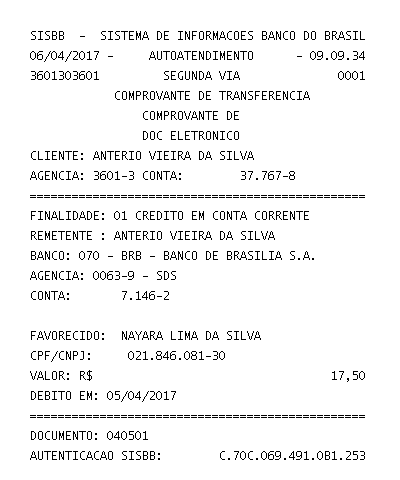 SISBB - SISTEMA DE INFORMACOES BANCO DO BRASIL
06/04/2017 - AUTOATENDIMENTO - 09.09.34
3601303601 SEGUNDA VIA 0001
COMPROVANTE DE TRANSFERENCIA
COMPROVANTE DE
DOC ELETRONICO
CLIENTE: ANTERIO VIEIRA DA SILVA
AGENCIA: 3601-3 CONTA: 37.767-8
================================================
FINALIDADE: 01 CREDITO EM CONTA CORRENTE
REMETENTE : ANTERIO VIEIRA DA SILVA
BANCO: 070 - BRB - BANCO DE BRASILIA S.A.
AGENCIA: 0063-9 - SDS
CONTA: 7.146-2
FAVORECIDO: NAYARA LIMA DA SILVA
CPF/CNPJ: 021.846.081-30
VALOR: R$ 17,50
DEBITO EM: 05/04/2017
================================================
DOCUMENTO: 040501
AUTENTICACAO SISBB: C.70C.069.491.0B1.253